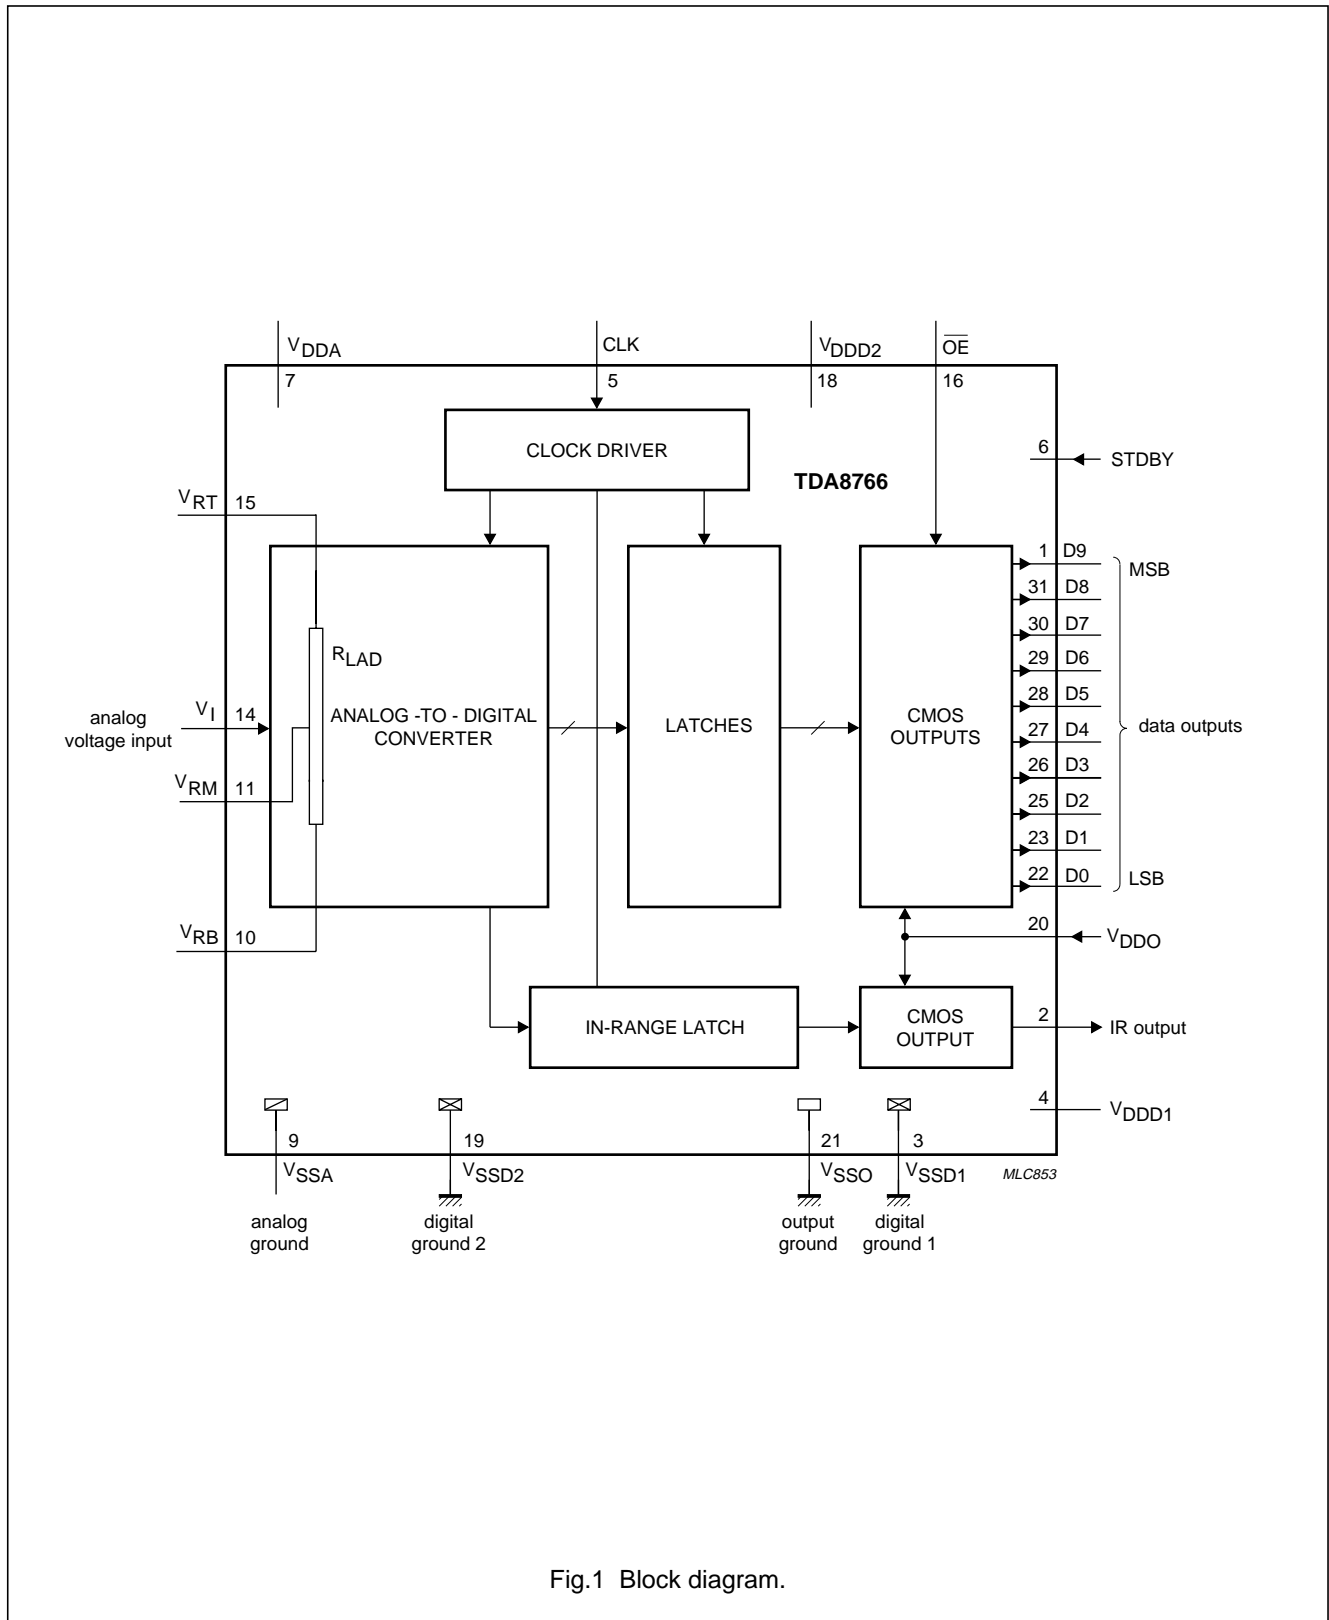 VDDA
CLK
VDDD2
OE
7
5
18
16
CLOCK DRIVER
6
STDBY
TDA8766
VRT
15
1
D9
MSB
31
D8
30
D7
RLAD
29
D6
28
D5
VI
14
analog
voltage input
ANALOG -TO - DIGITAL
CONVERTER
LATCHES
CMOS
OUTPUTS
27
D4
data outputs
26
D3
VRM
11
25
D2
23
D1
22
D0
LSB
VRB
10
20
VDDO
IN-RANGE LATCH
CMOS
OUTPUT
2
IR output
4
VDDD1
9
19
21
3
VSSA
VSSD2
VSSO
VSSD1
MLC853
analog
ground
digital
ground 2
output
ground
digital
ground 1
Fig.1 Block diagram.